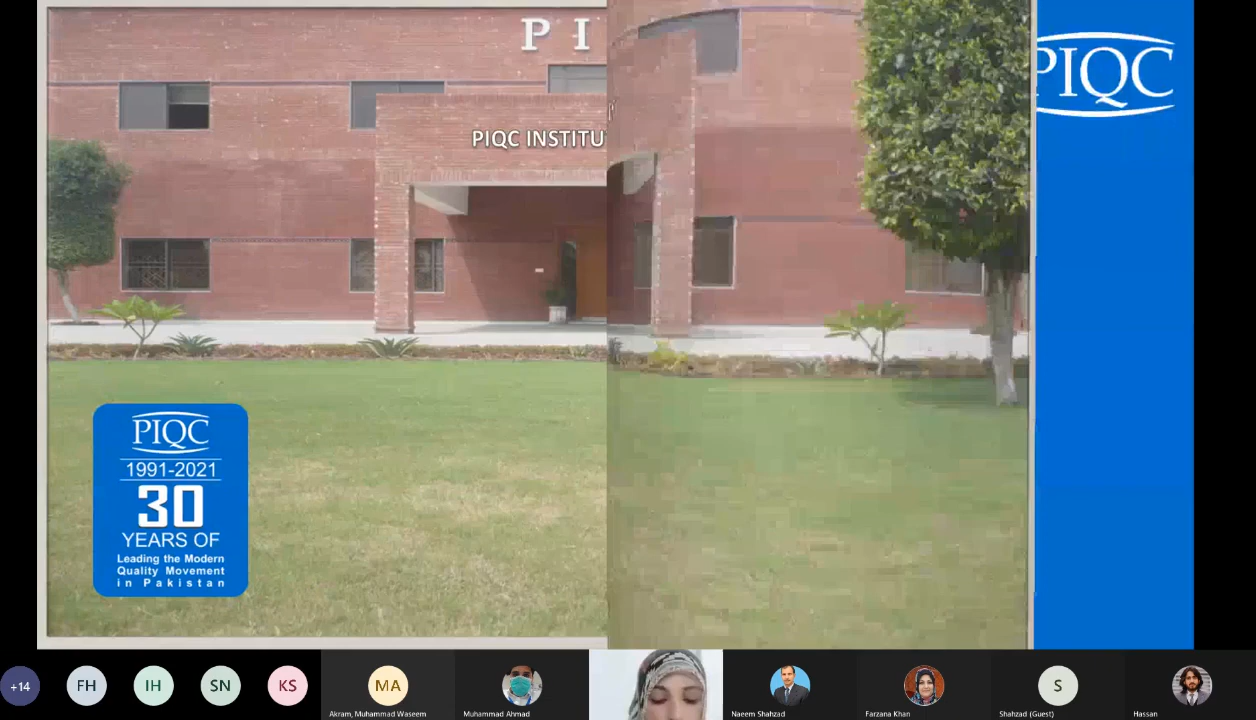 P I
PIQC INSTITU
PIQC
PIQC
1991-2021
30
YEARS OF
Leading the Modern
Quality Movement
in Pakistan
+14
FH
IH
SN
KS
MA
S
Akram, Muhammad Waseem
Muhammad Ahmad
Naeem Shahzad
Farzana Khan
Shahzad (Guest)
Hassan